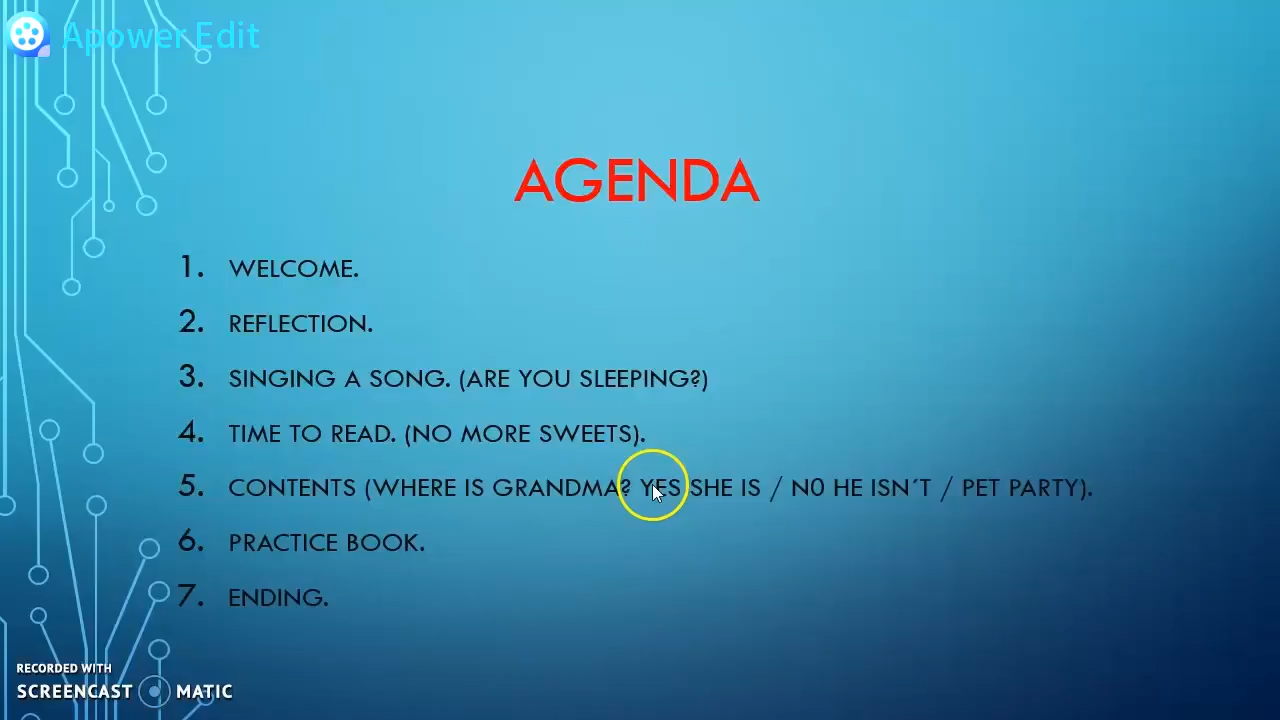 Apower Edit
AGENDA
1. WELCOME.
2. REFLECTION.
3. SINGING A SONG. (ARE YOU SLEEPING?)
4. TIME TO READ. (NO MORE SWEETS).
5. CONTENTS (WHERE IS GRANDMA? YES SHE IS / N0 HE ISN´T / PET PARTY).
6. PRACTICE BOOK.
7. ENDING.
RECORDED WITH
SCREENCAST MATIC